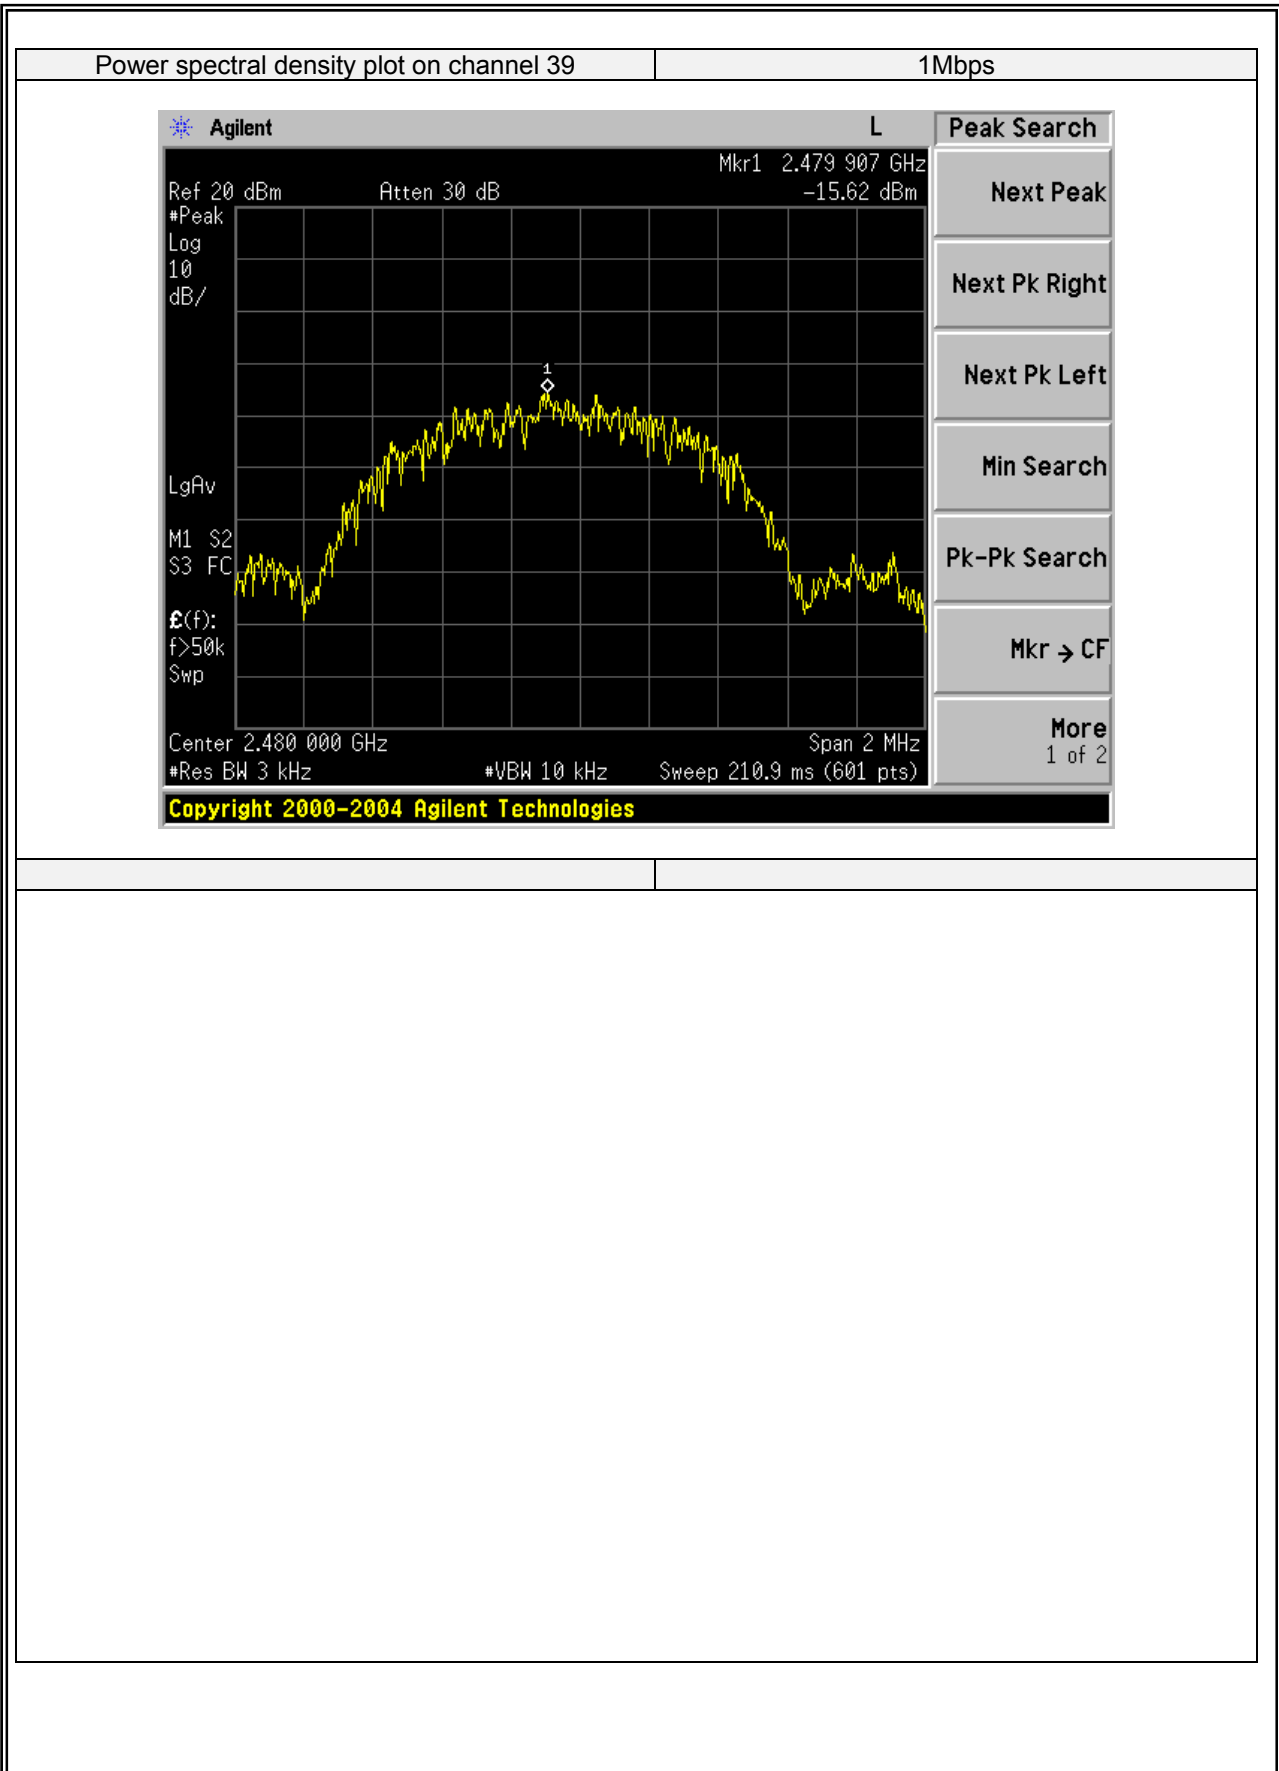 Power spectral density plot on channel 39 1Mbps
Agilent L Peak Search
Mkr1 2.479 907 GHz
Ref 20 dBm Atten 30 dB -15.62 dBm Next Peak
#Peak
Log
10
dB/
Next Pk Right
1
Next Pk Left
Min Search
LgAv
M1 S2
S3 FC
Pk-Pk Search
£(f):
f>50k
Swp
Mkr → CF
More
1 of 2
Center 2.480 000 GHz Span 2 MHz
#Res BW 3 kHz #VBW 10 kHz Sweep 210.9 ms (601 pts)
Copyright 2000-2004 Agilent Technologies